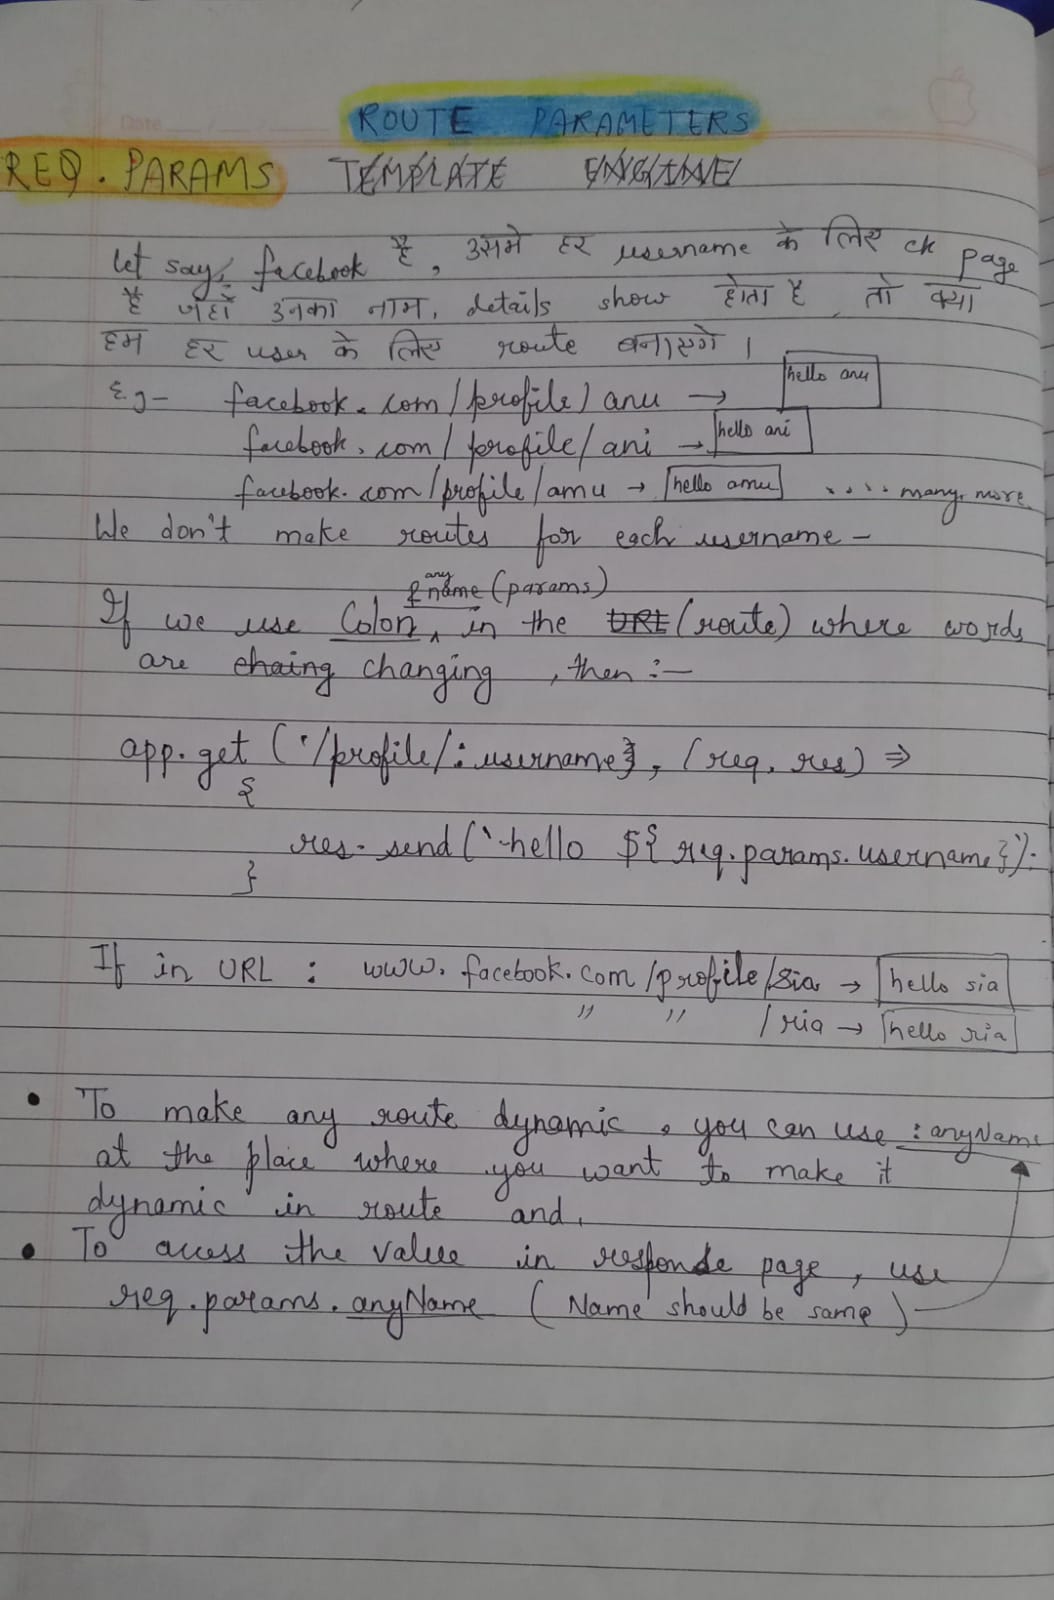 Date
ROUTE PARAMETERS
REQ. PARAMS TEMPLATE ENGINE
let say, facebook है, उसमे हर username के लिए ek page
है जहाँ उनका नाम, details show होता है, तो क्या
हम हर user के लिए route बनाएगे ।
E.g- facebook.com/profile/anu → hello anu
facebook.com/profile/ani → hello ani
facebook.com/profile/amu → hello amu .... many more
We don't make routes for each username -
& any name (params)
If we use Colon ^ in the URL (route) where words
are chaing changing , then :-
app.get ('/profile/:username}, (req, res) ⇒
{
res.send (`hello ${ req.params.username}`);
}
If in URL : www.facebook.com/profile/sia → hello sia
" " /ria → hello ria
• To make any route dynamic, you can use :anyName
at the place where you want to make it
dynamic in route and,
• To access the value in response page, use
req.params.anyName ( Name should be same )